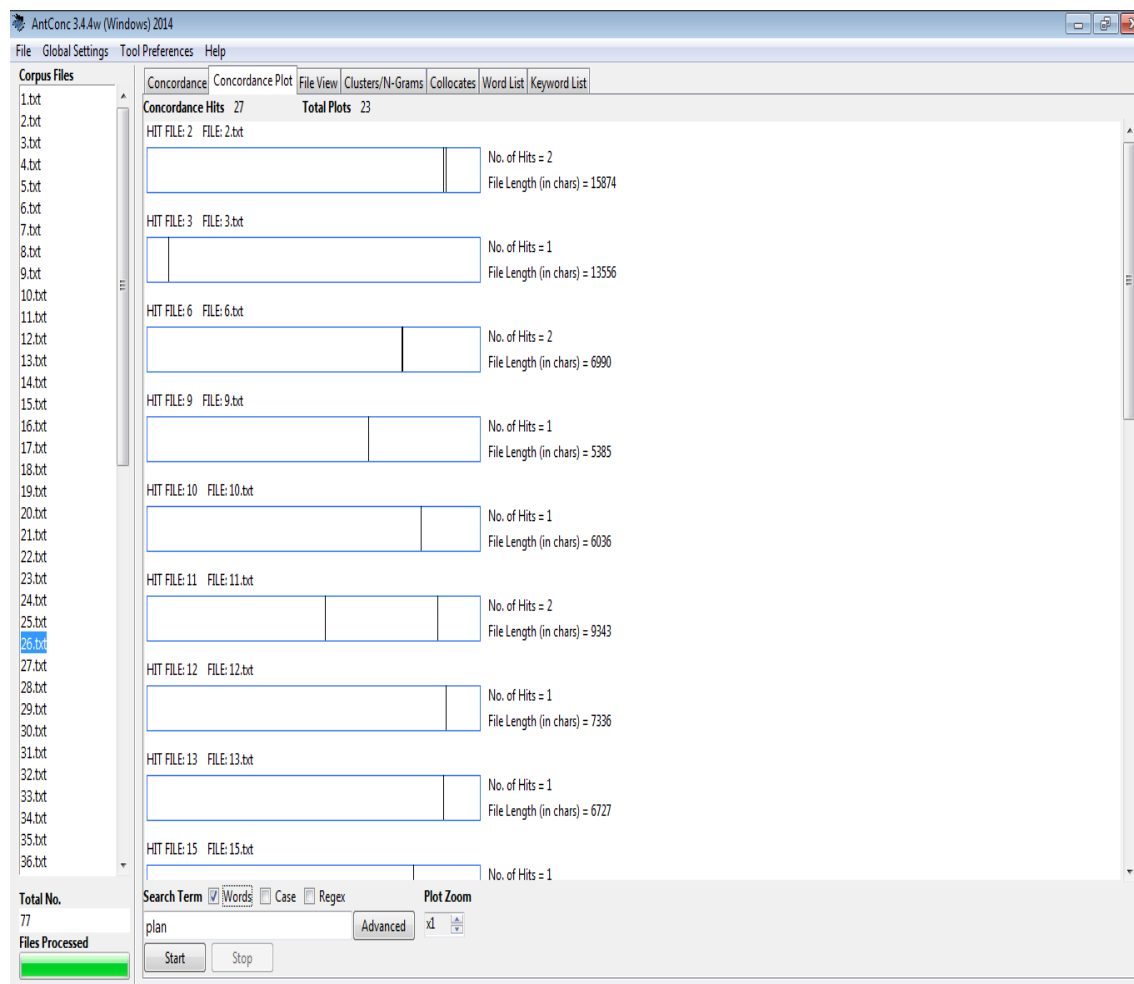 AntConc 3.4.4w (Windows) 2014
File Global Settings Tool Preferences Help
Corpus Files
1.txt
2.txt
3.txt
4.txt
5.txt
6.txt
7.txt
8.txt
9.txt
10.txt
11.txt
12.txt
13.txt
14.txt
15.txt
16.txt
17.txt
18.txt
19.txt
20.txt
21.txt
22.txt
23.txt
24.txt
25.txt
26.txt
27.txt
28.txt
29.txt
30.txt
31.txt
32.txt
33.txt
34.txt
35.txt
36.txt
Total No.
77
Files Processed
Concordance Concordance Plot File View Clusters/N-Grams Collocates Word List Keyword List
Concordance Hits 27 Total Plots 23
HIT FILE: 2 FILE: 2.txt
No. of Hits = 2
File Length (in chars) = 15874
HIT FILE: 3 FILE: 3.txt
No. of Hits = 1
File Length (in chars) = 13556
HIT FILE: 6 FILE: 6.txt
No. of Hits = 2
File Length (in chars) = 6990
HIT FILE: 9 FILE: 9.txt
No. of Hits = 1
File Length (in chars) = 5385
HIT FILE: 10 FILE: 10.txt
No. of Hits = 1
File Length (in chars) = 6036
HIT FILE: 11 FILE: 11.txt
No. of Hits = 2
File Length (in chars) = 9343
HIT FILE: 12 FILE: 12.txt
No. of Hits = 1
File Length (in chars) = 7336
HIT FILE: 13 FILE: 13.txt
No. of Hits = 1
File Length (in chars) = 6727
HIT FILE: 15 FILE: 15.txt
No. of Hits = 1
Search Term Words Case Regex Plot Zoom
plan Advanced x1
Start Stop